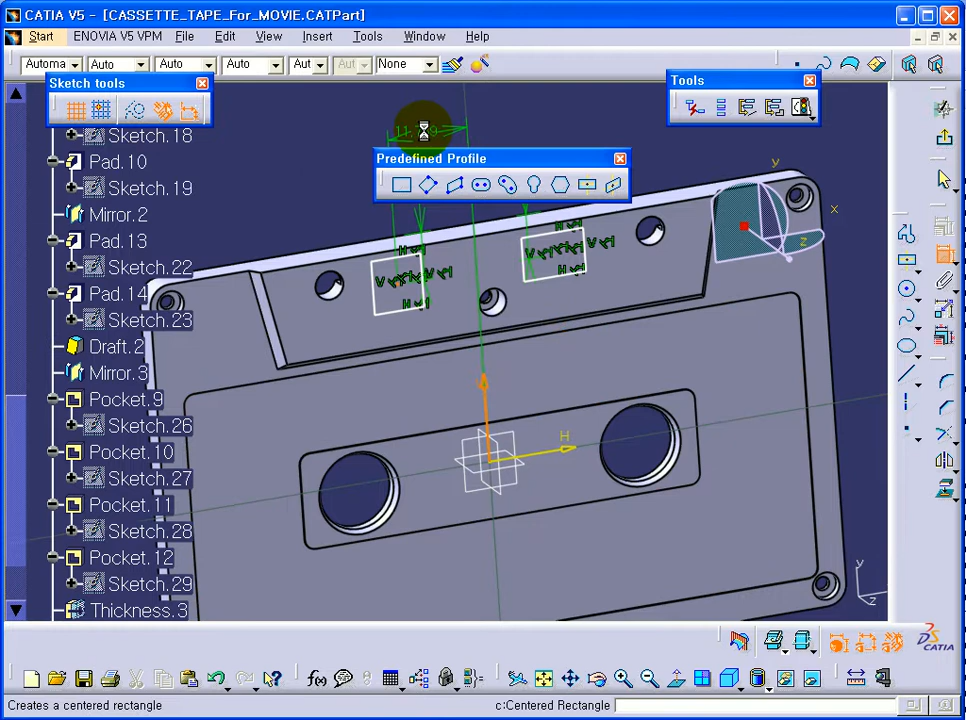 CATIA V5 - [CASSETTE_TAPE_For_MOVIE.CATPart]
Start ENOVIA V5 VPM File Edit View Insert Tools Window Help
Automa Auto Auto Auto Aut Aut None
Sketch tools
Tools
Predefined Profile
Sketch.18
Pad.10
Sketch.19
Mirror.2
Pad.13
Sketch.22
Pad.14
Sketch.23
Draft.2
Mirror.3
Pocket.9
Sketch.26
Pocket.10
Sketch.27
Pocket.11
Sketch.28
Pocket.12
Sketch.29
Thickness.3
y
x
z
H
V
H
V
V
H
H
V
V
H
H
y
z
CATIA
f(x)
Creates a centered rectangle
c:Centered Rectangle